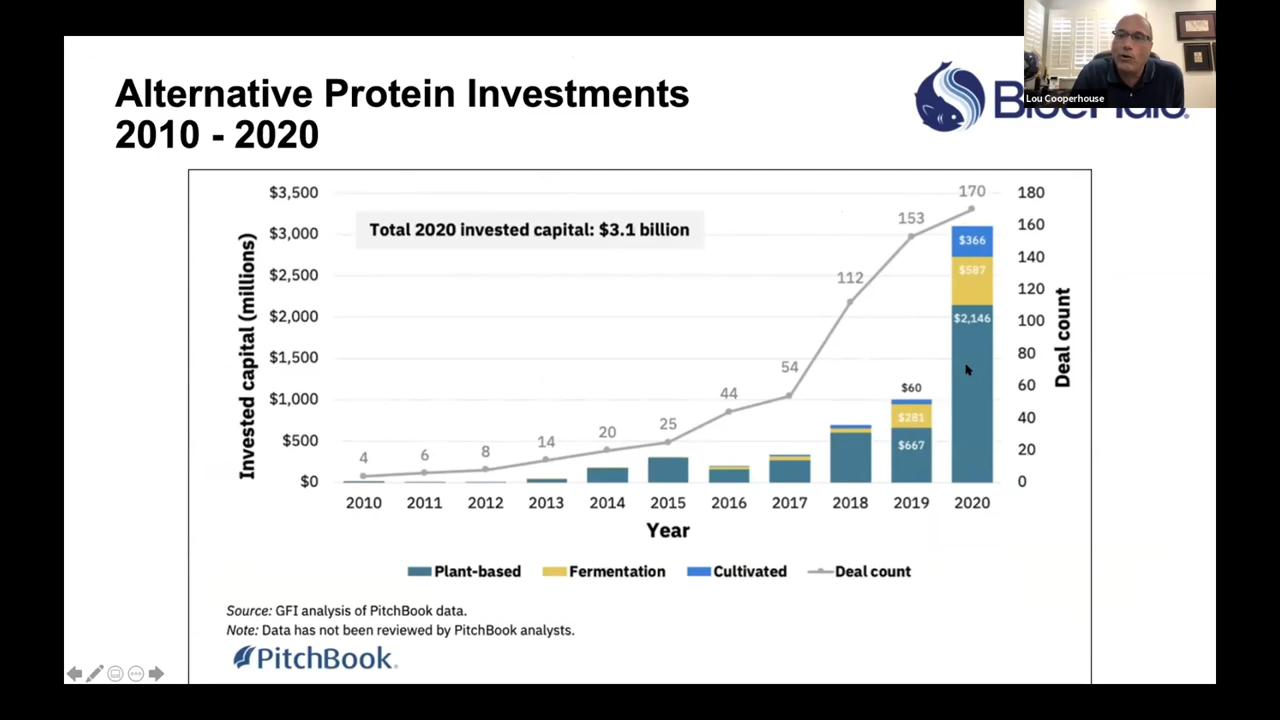 Lou Cooperhouse
Alternative Protein Investments
2010 - 2020
Total 2020 invested capital: $3.1 billion
Invested capital (millions)
$3,500
$3,000
$2,500
$2,000
$1,500
$1,000
$500
$0
4
6
8
14
20
25
44
54
112
153
170
$60
$281
$667
$366
$587
$2,146
180
160
140
120
100
80
60
40
20
0
Deal count
2010 2011 2012 2013 2014 2015 2016 2017 2018 2019 2020
Year
Plant-based Fermentation Cultivated Deal count
Source: GFI analysis of PitchBook data.
Note: Data has not been reviewed by PitchBook analysts.
PitchBook.